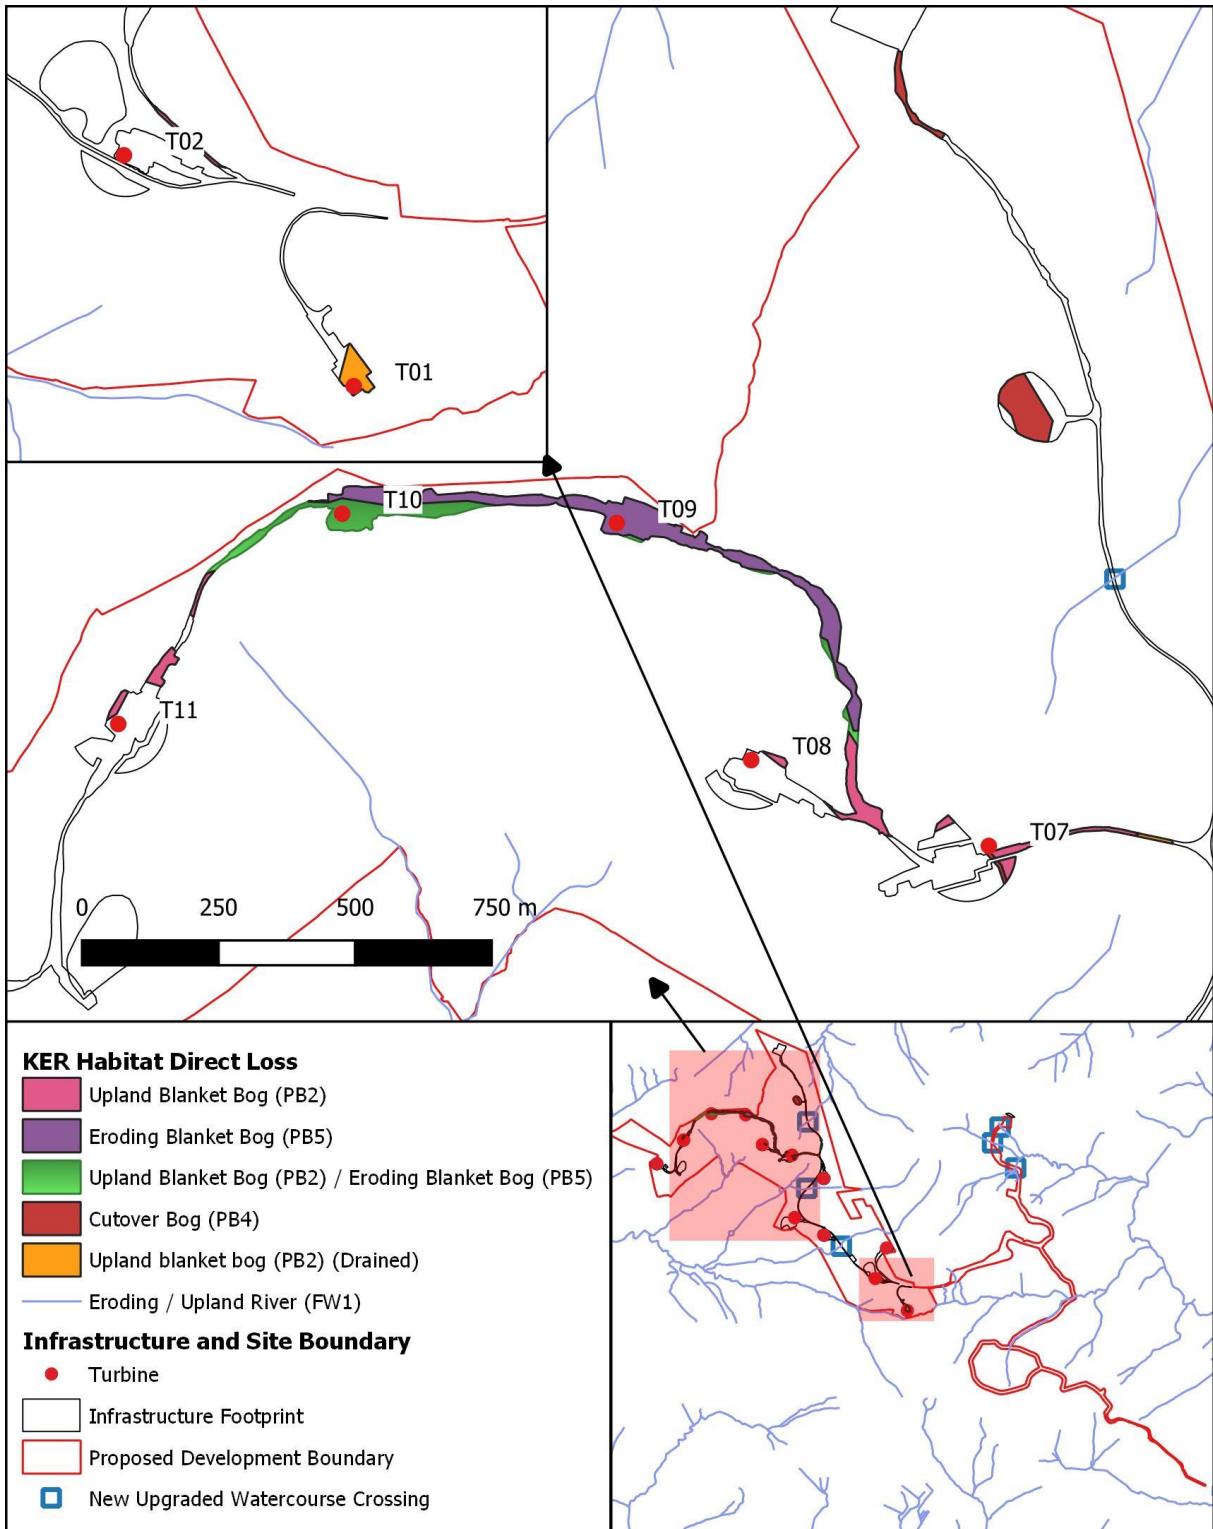 T02
T01
T10
T09
T11
T08
T07
0 250 500 750 m
KER Habitat Direct Loss
Upland Blanket Bog (PB2)
Eroding Blanket Bog (PB5)
Upland Blanket Bog (PB2) / Eroding Blanket Bog (PB5)
Cutover Bog (PB4)
Upland blanket bog (PB2) (Drained)
Eroding / Upland River (FW1)
Infrastructure and Site Boundary
Turbine
Infrastructure Footprint
Proposed Development Boundary
New Upgraded Watercourse Crossing